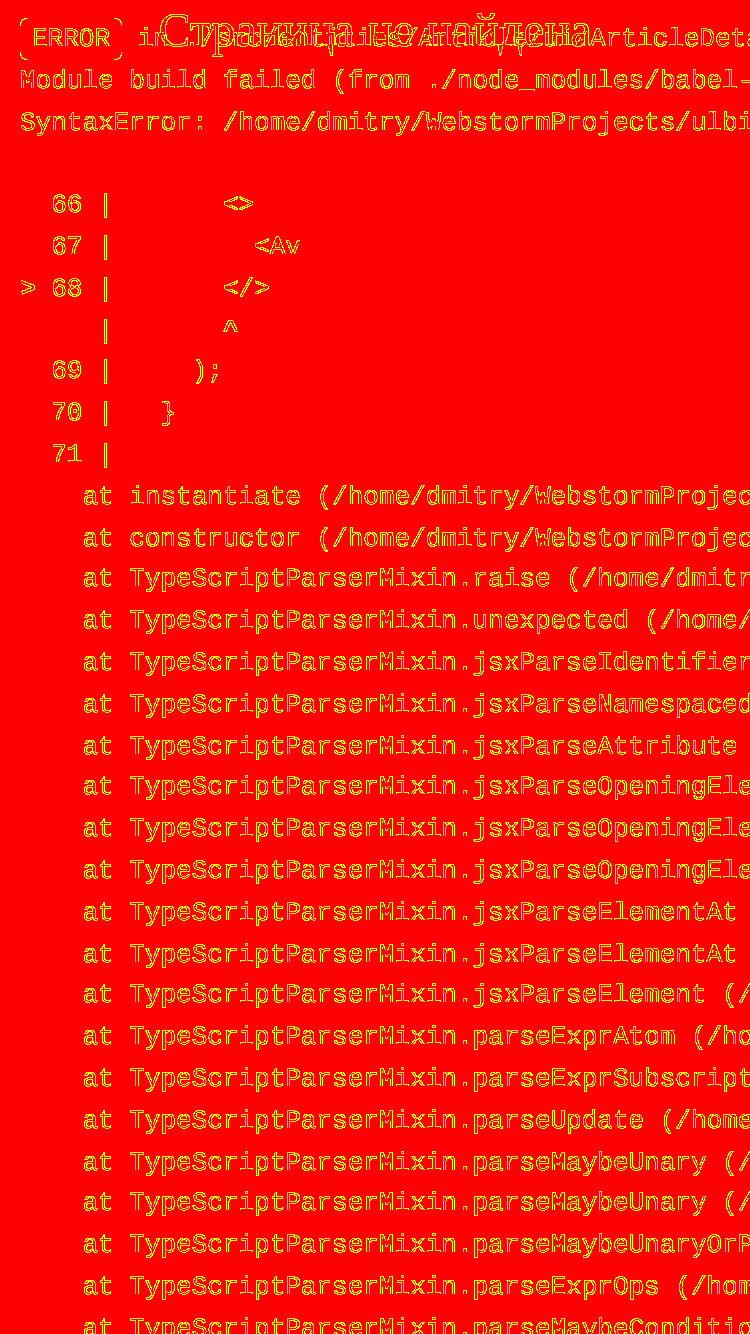 Страница не найдена
ERROR in ./src/entities/Article/ui/ArticleDeta
Module build failed (from ./node_modules/babel-
SyntaxError: /home/dmitry/WebstormProjects/ulbi
66 |       <>
67 |         <Av
> 68 |       </>
|       ^
69 |     );
70 |   }
71 |
at instantiate (/home/dmitry/WebstormProjec
at constructor (/home/dmitry/WebstormProjec
at TypeScriptParserMixin.raise (/home/dmitr
at TypeScriptParserMixin.unexpected (/home/
at TypeScriptParserMixin.jsxParseIdentifier
at TypeScriptParserMixin.jsxParseNamespaced
at TypeScriptParserMixin.jsxParseAttribute
at TypeScriptParserMixin.jsxParseOpeningEle
at TypeScriptParserMixin.jsxParseOpeningEle
at TypeScriptParserMixin.jsxParseOpeningEle
at TypeScriptParserMixin.jsxParseElementAt
at TypeScriptParserMixin.jsxParseElementAt
at TypeScriptParserMixin.jsxParseElement (/
at TypeScriptParserMixin.parseExprAtom (/ho
at TypeScriptParserMixin.parseExprSubscript
at TypeScriptParserMixin.parseUpdate (/home
at TypeScriptParserMixin.parseMaybeUnary (/
at TypeScriptParserMixin.parseMaybeUnary (/
at TypeScriptParserMixin.parseMaybeUnaryOrP
at TypeScriptParserMixin.parseExprOps (/hom
at TypeScriptParserMixin.parseMaybeConditio